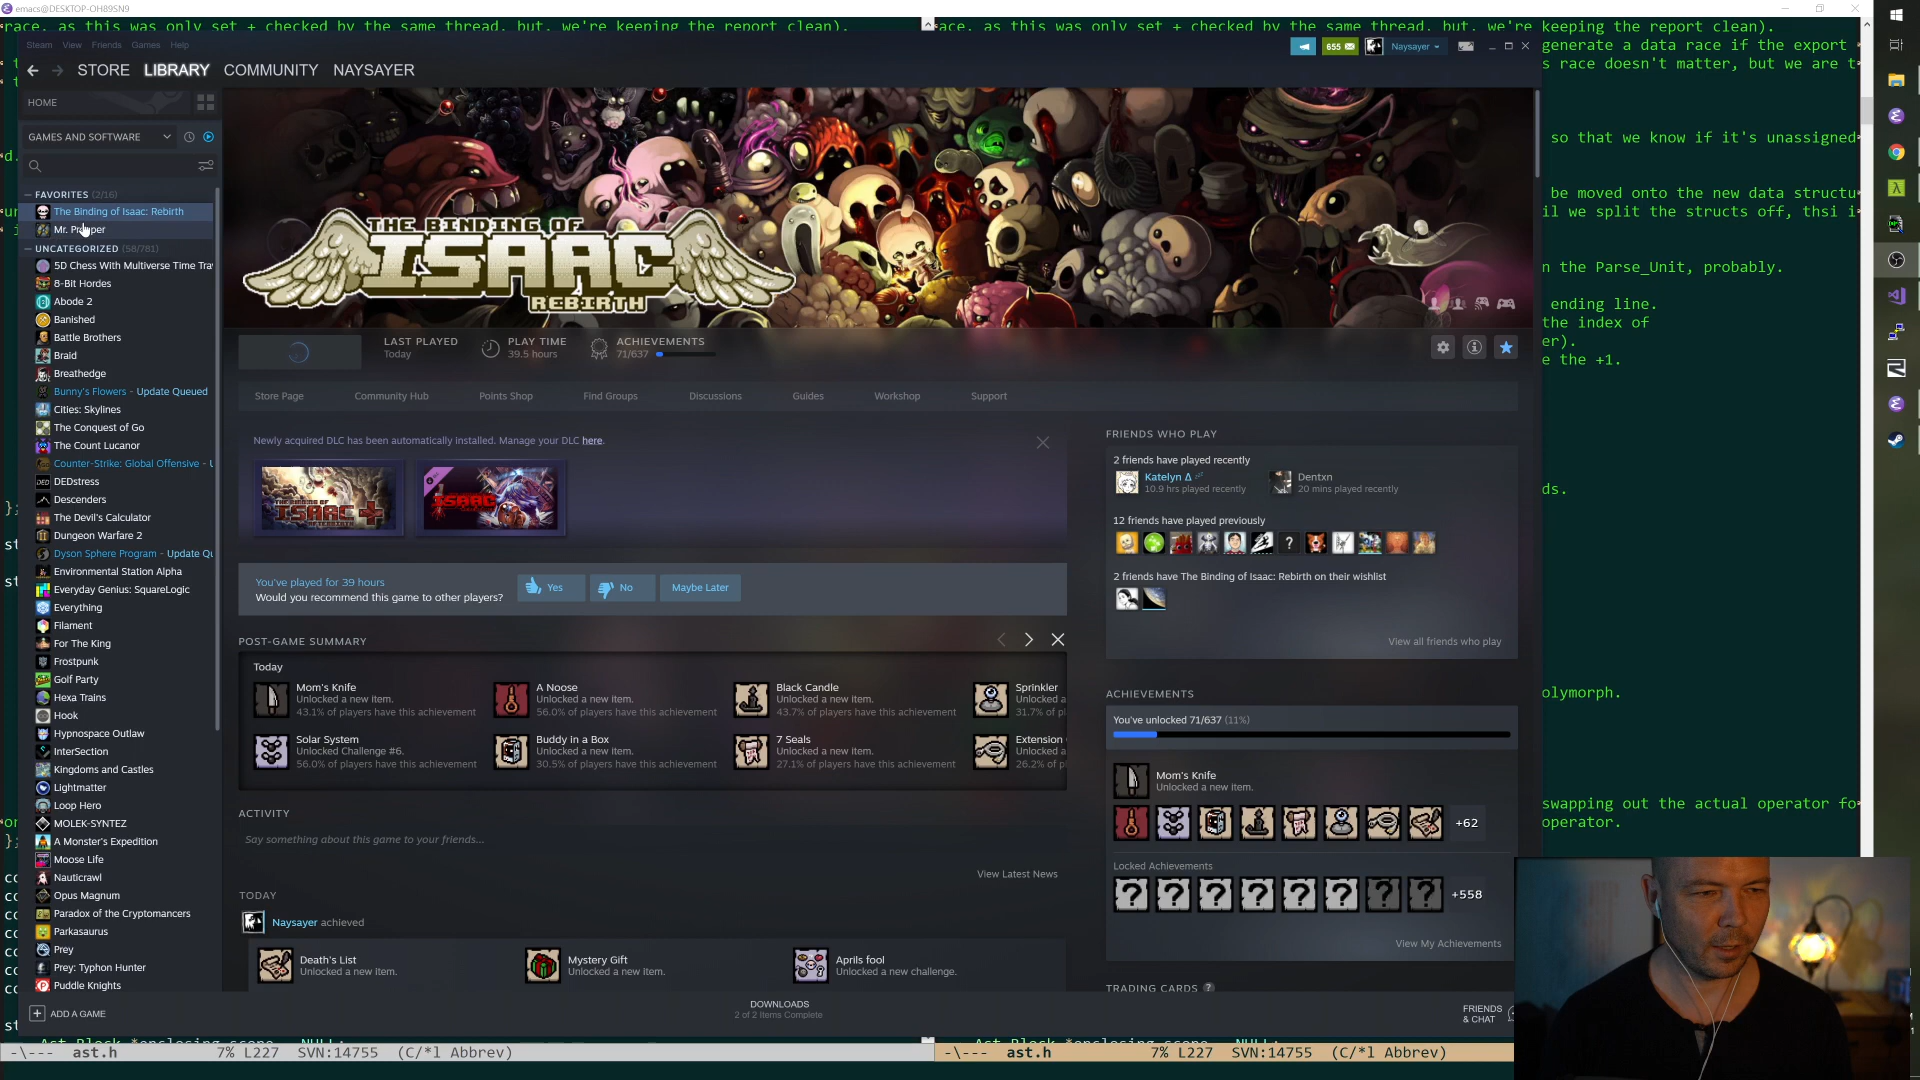 emacs@DESKTOP-OH89SN9
race, as this was only set + checked by the same thread, but, we're keeping the report clean).
race, as this was only set + checked by the same thread, but, we're keeping the report clean).
Steam View Friends Games Help
655 Naysayer
generate a data race if the export
s race doesn't matter, but we are t
STORE LIBRARY COMMUNITY NAYSAYER
HOME
GAMES AND SOFTWARE
so that we know if it's unassigned
FAVORITES (2/16)
The Binding of Isaac: Rebirth
be moved onto the new data structu
il we split the structs off, thsi i
UNCATEGORIZED (58/781)
5D Chess With Multiverse Time Tra
n the Parse_Unit, probably.
8-Bit Hordes
Abode 2
ending line.
Banished
the index of
Battle Brothers
er).
Braid
e the +1.
Breathedge
Bunny's Flowers - Update Queued
Cities: Skylines
The Conquest of Go
The Count Lucanor
Counter-Strike: Global Offensive - U
DEDstress
ds.
Descenders
The Devil's Calculator
Dungeon Warfare 2
Dyson Sphere Program - Update Qu
Environmental Station Alpha
Everyday Genius: SquareLogic
Everything
Filament
For The King
Frostpunk
Golf Party
Hexa Trains
olymorph.
Hook
Hypnospace Outlaw
InterSection
Kingdoms and Castles
Lightmatter
Loop Hero
swapping out the actual operator fo
MOLEK-SYNTEZ
operator.
A Monster's Expedition
Moose Life
Nauticrawl
Opus Magnum
Paradox of the Cryptomancers
Parkasaurus
Prey
Prey: Typhon Hunter
Puddle Knights
ADD A GAME
THE BINDING OF
ISAAC
REBIRTH
LAST PLAYED
Today
PLAY TIME
39.5 hours
ACHIEVEMENTS
71/637
Store Page Community Hub Points Shop Find Groups Discussions Guides Workshop Support
Newly acquired DLC has been automatically installed. Manage your DLC here.
You've played for 39 hours
Would you recommend this game to other players?
Yes No Maybe Later
POST-GAME SUMMARY
Today
Mom's Knife
Unlocked a new item.
43.1% of players have this achievement
A Noose
Unlocked a new item.
56.0% of players have this achievement
Black Candle
Unlocked a new item.
43.7% of players have this achievement
Sprinkler
Unlocked a
31.7% of pl
Solar System
Unlocked Challenge #6.
56.0% of players have this achievement
Buddy in a Box
Unlocked a new item.
30.5% of players have this achievement
7 Seals
Unlocked a new item.
27.1% of players have this achievement
Extension
Unlocked a
26.2% of pl
ACTIVITY
Say something about this game to your friends...
View Latest News
TODAY
Naysayer achieved
Death's List
Unlocked a new item.
Mystery Gift
Unlocked a new item.
Aprils fool
Unlocked a new challenge.
FRIENDS WHO PLAY
2 friends have played recently
Katelyn Δ
10.9 hrs played recently
Dentxn
20 mins played recently
12 friends have played previously
2 friends have The Binding of Isaac: Rebirth on their wishlist
View all friends who play
ACHIEVEMENTS
You've unlocked 71/637 (11%)
Mom's Knife
Unlocked a new item.
+62
Locked Achievements
+558
View My Achievements
TRADING CARDS ?
DOWNLOADS
2 of 2 Items Complete
FRIENDS
& CHAT
-\--- ast.h 7% L227 SVN:14755 (C/*l Abbrev)
-\--- ast.h 7% L227 SVN:14755 (C/*l Abbrev)